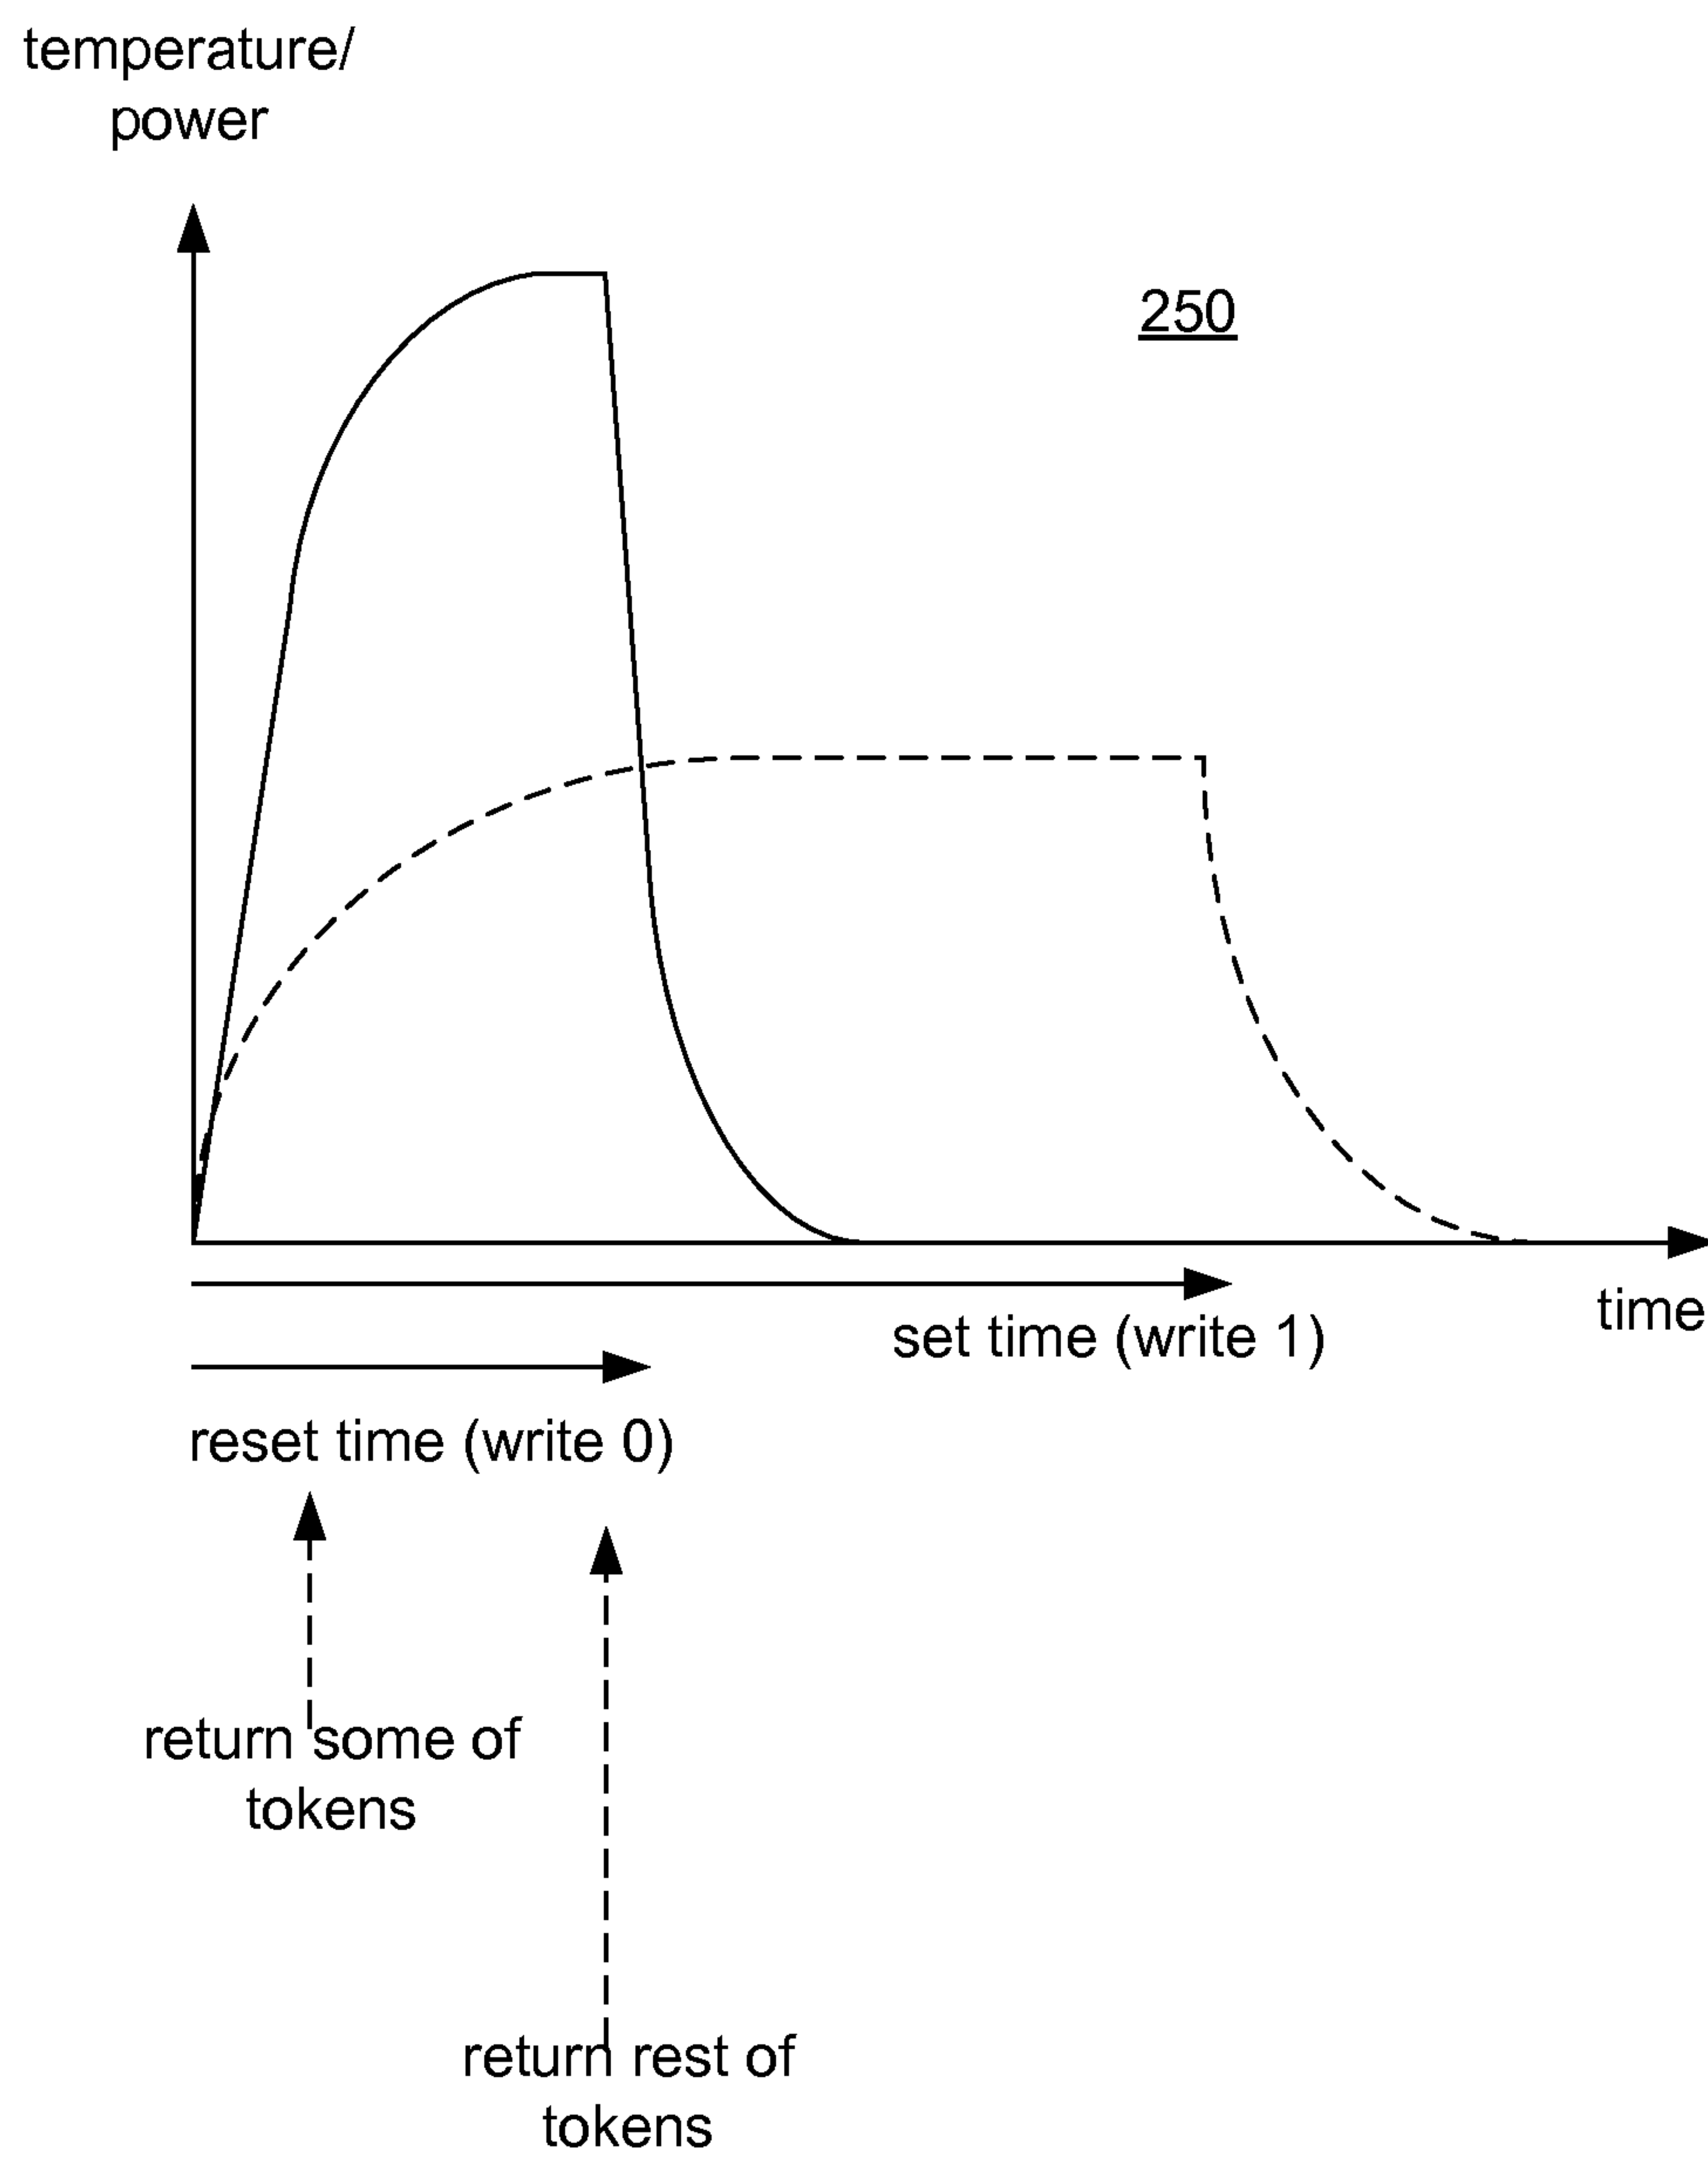 temperature/
power
250
time
set time (write 1)
reset time (write 0)
return some of
tokens
return rest of
tokens